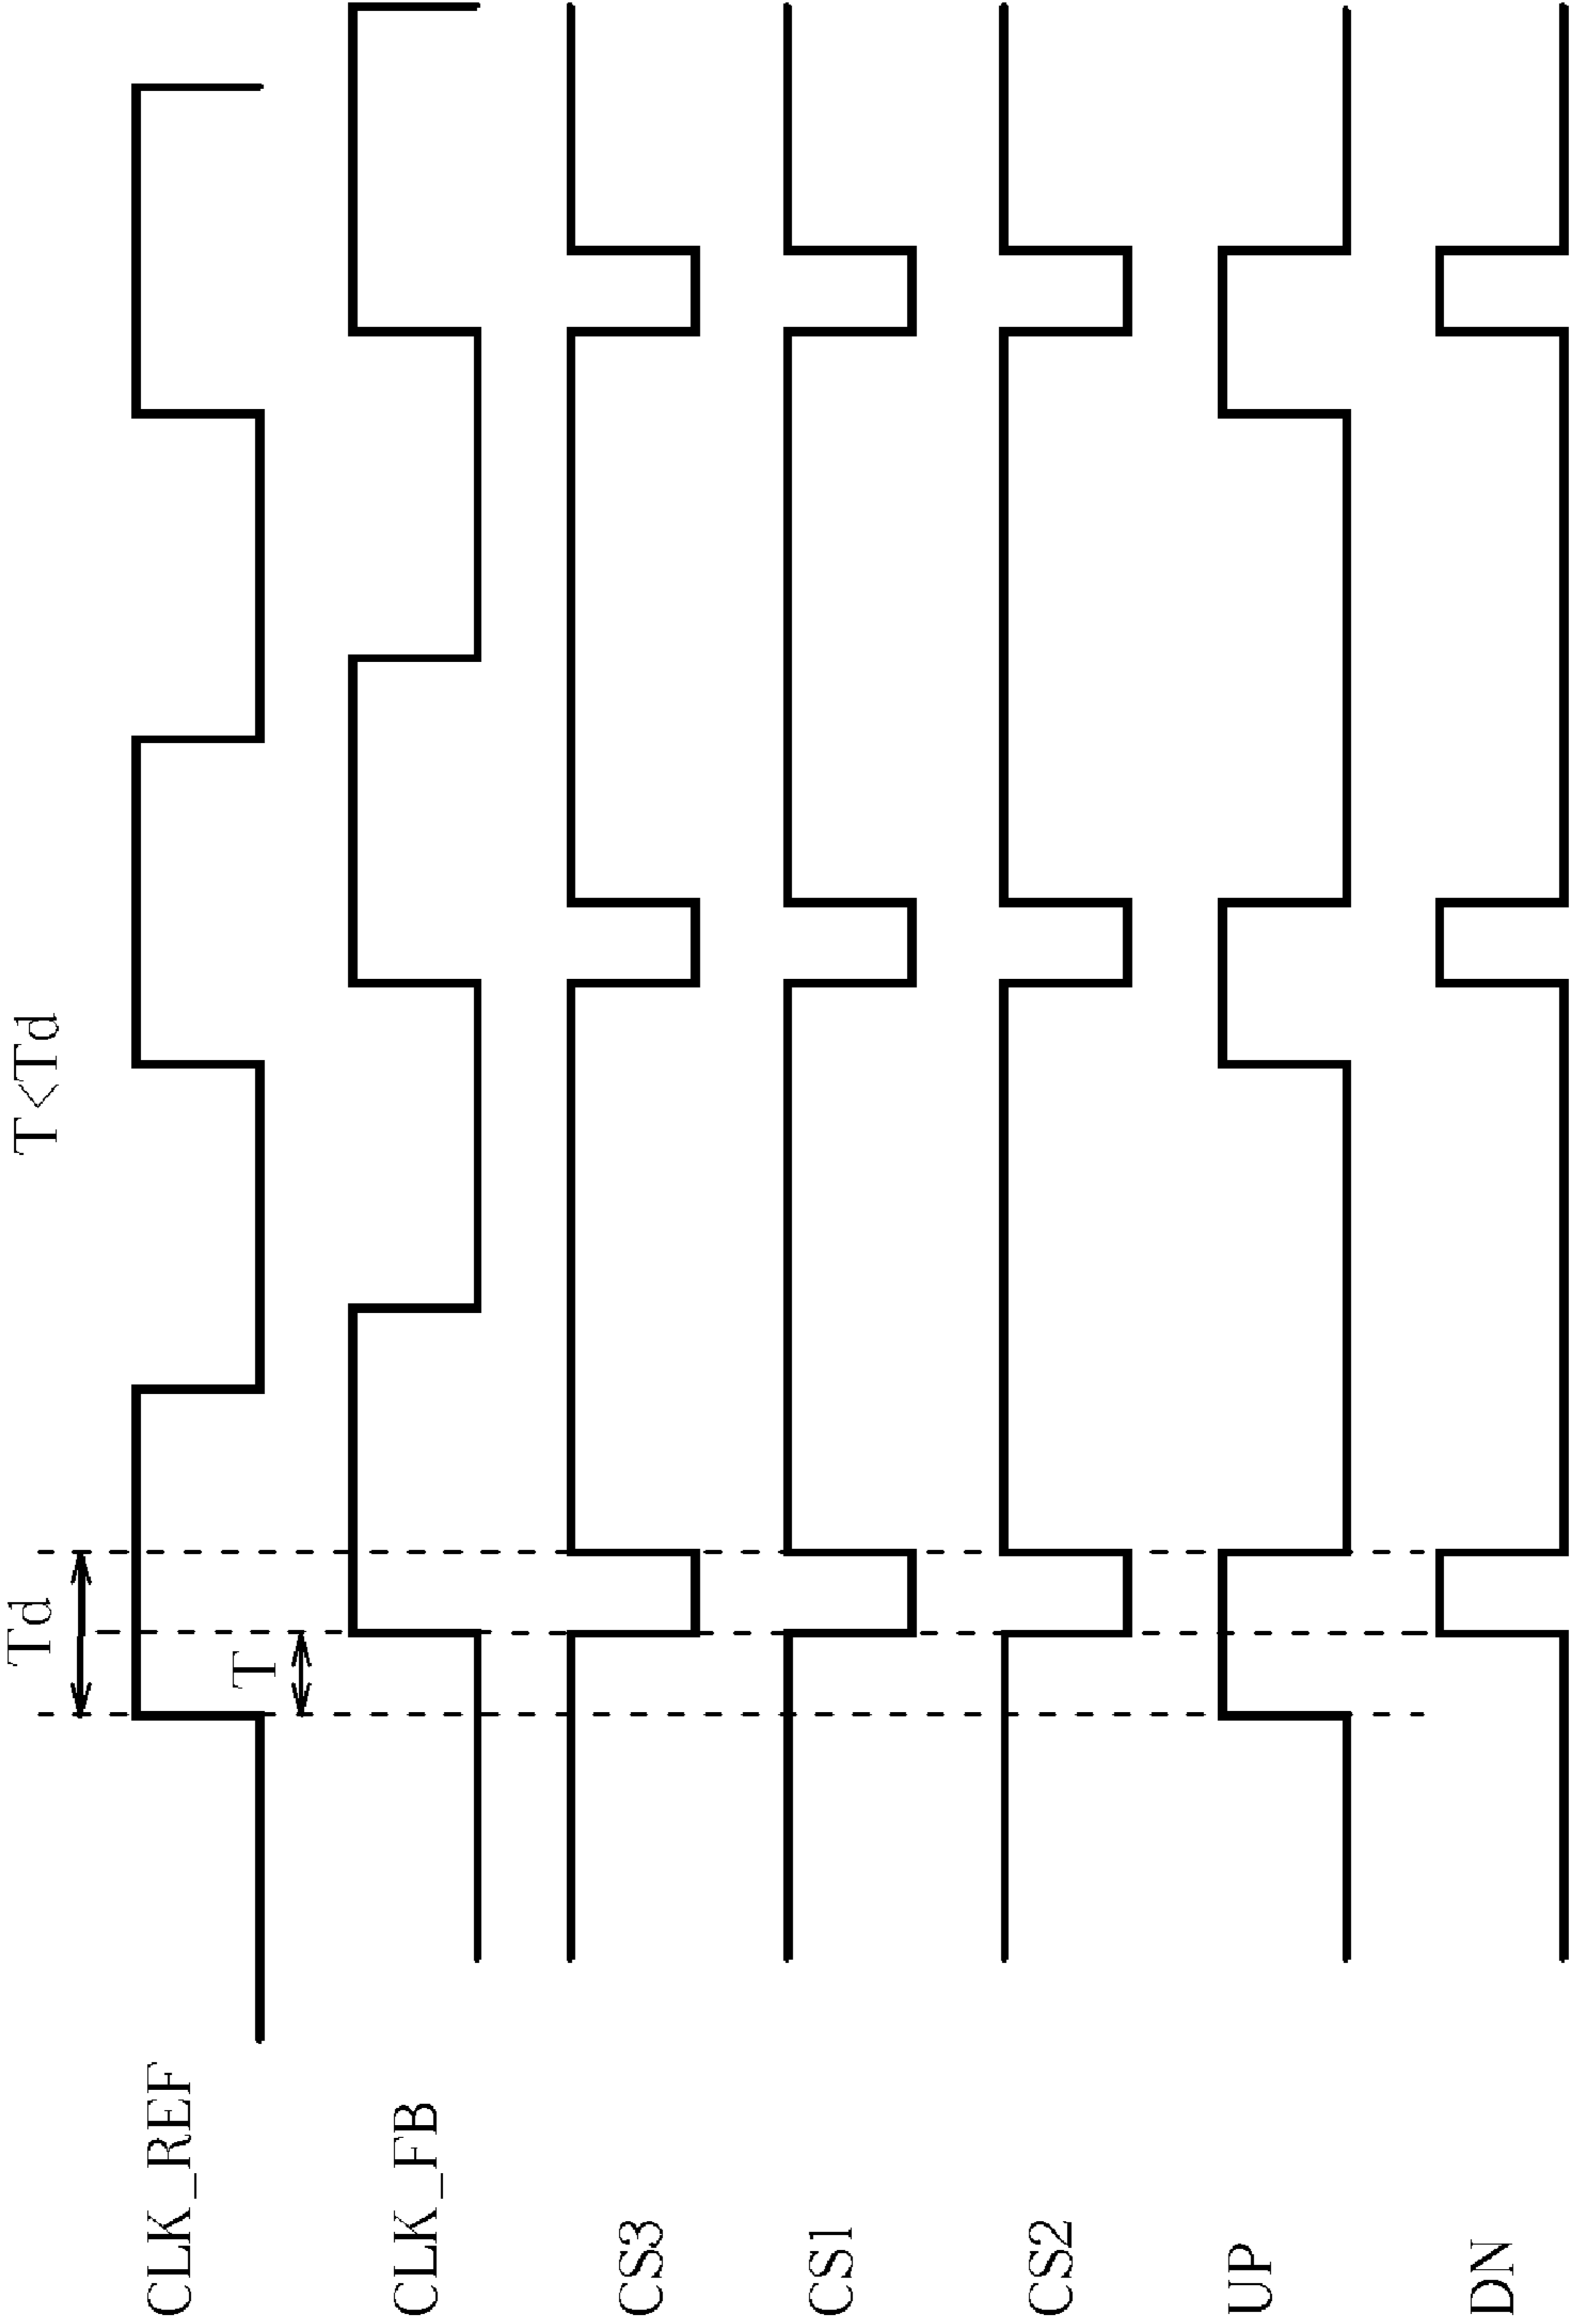 T<Td
Td
T
CLK_REF
CLK_FB
CS3
CS1
CS2
UP
DN